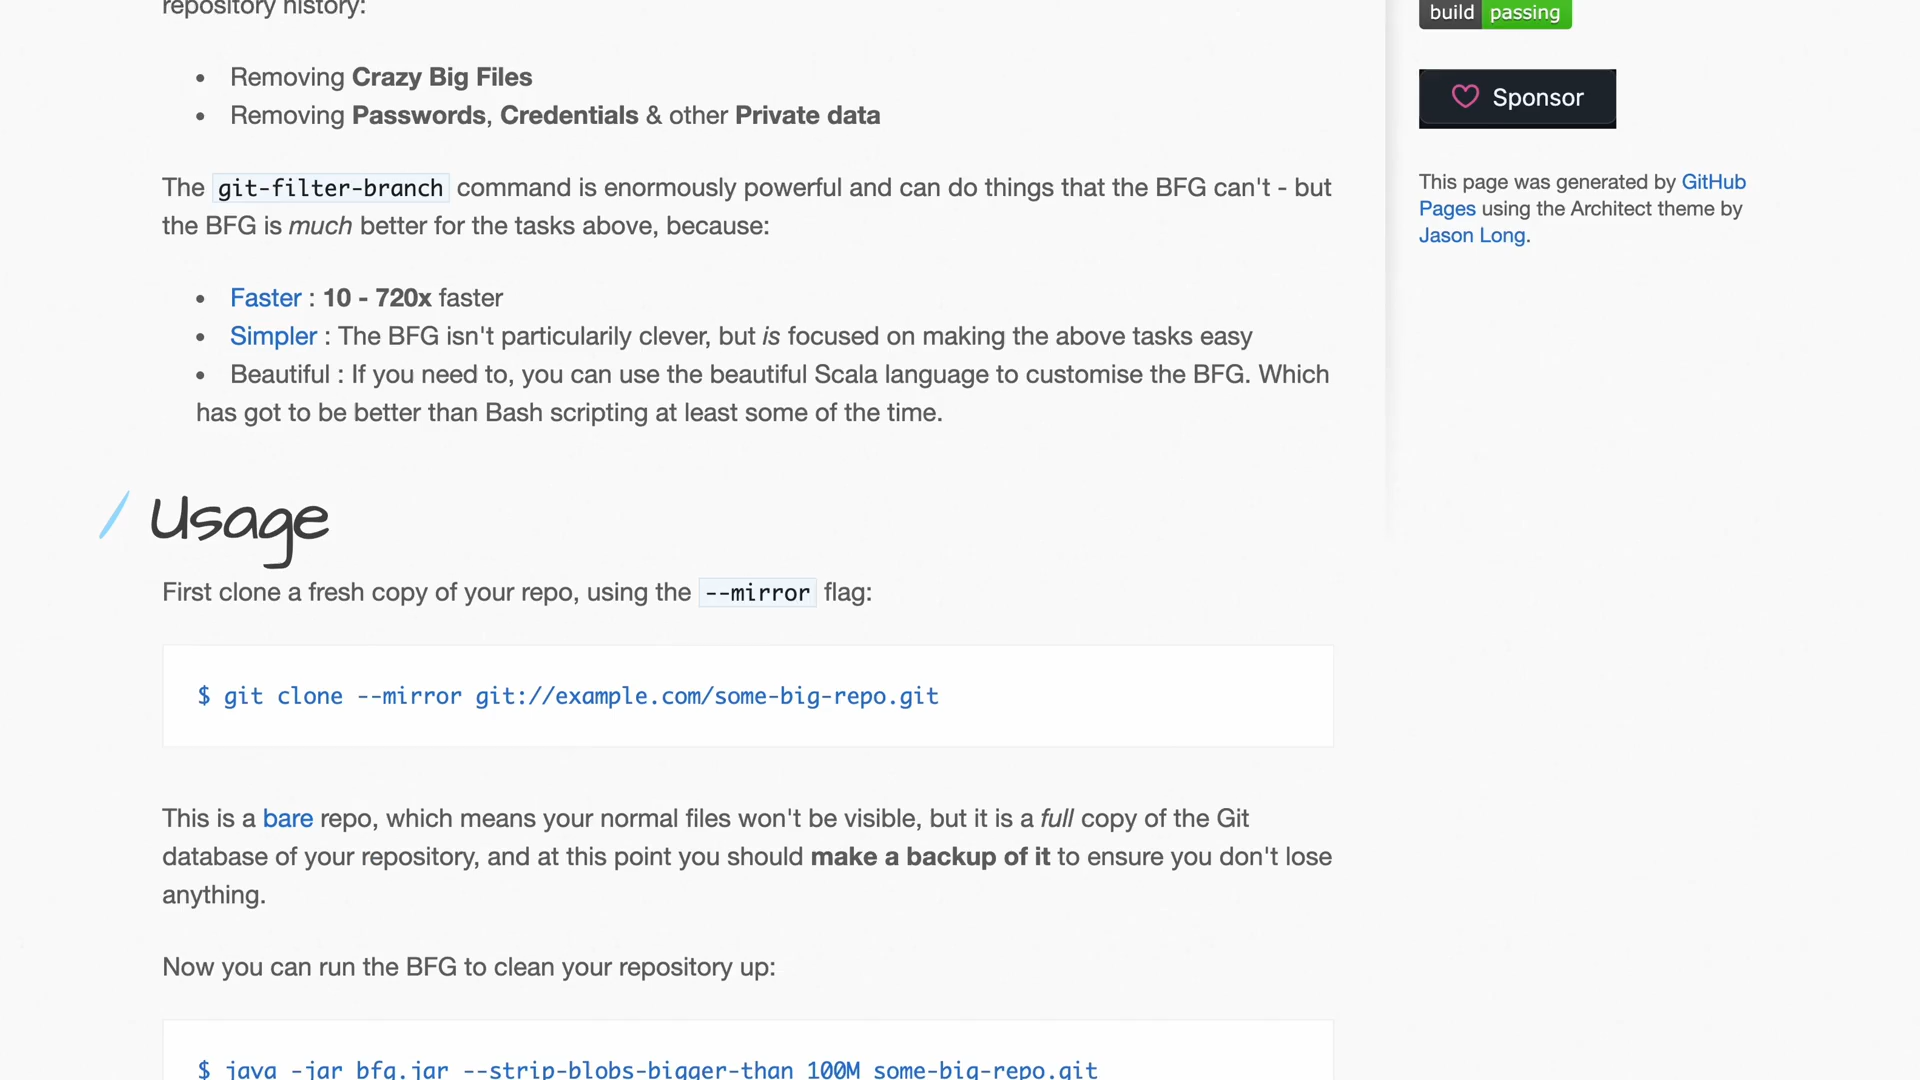 repository history:
Removing Crazy Big Files
Removing Passwords, Credentials & other Private data
The git-filter-branch command is enormously powerful and can do things that the BFG can't - but
the BFG is much better for the tasks above, because:
Faster : 10 - 720x faster
Simpler : The BFG isn't particularily clever, but is focused on making the above tasks easy
Beautiful : If you need to, you can use the beautiful Scala language to customise the BFG. Which
has got to be better than Bash scripting at least some of the time.
Usage
First clone a fresh copy of your repo, using the --mirror flag:
$ git clone --mirror git://example.com/some-big-repo.git
This is a bare repo, which means your normal files won't be visible, but it is a full copy of the Git
database of your repository, and at this point you should make a backup of it to ensure you don't lose
anything.
Now you can run the BFG to clean your repository up:
$ java -jar bfg.jar --strip-blobs-bigger-than 100M some-big-repo.git
build passing
Sponsor
This page was generated by GitHub
Pages using the Architect theme by
Jason Long.